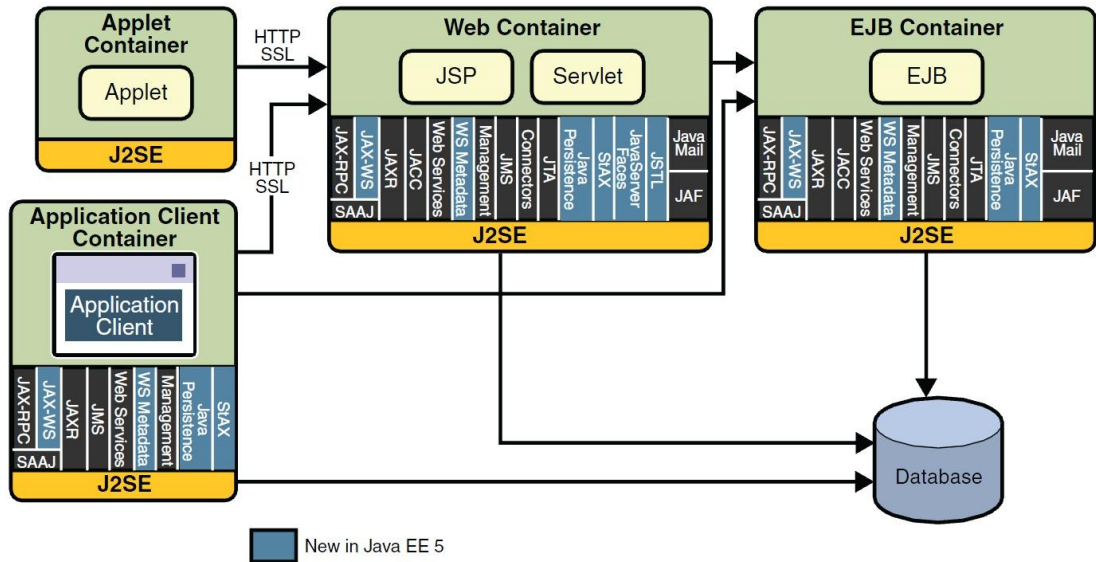 Applet
Container
Applet
J2SE
HTTP
SSL
HTTP
SSL
Web Container
JSP
Servlet
JAX-RPC
JAX-WS
SAAJ
JAXR
JACC
Web Services
WS Metadata
Management
JMS
Connectors
JTA
Java
Persistence
StAX
JavaServer
Faces
JSTL
Java
Mail
JAF
J2SE
EJB Container
EJB
JAX-RPC
JAX-WS
SAAJ
JAXR
JACC
Web Services
WS Metadata
Management
JMS
Connectors
JTA
Java
Persistence
StAX
Java
Mail
JAF
J2SE
Application Client
Container
Application
Client
JAX-RPC
JAX-WS
SAAJ
JAXR
JMS
Web Services
WS Metadata
Management
Java
Persistence
StAX
J2SE
Database
New in Java EE 5